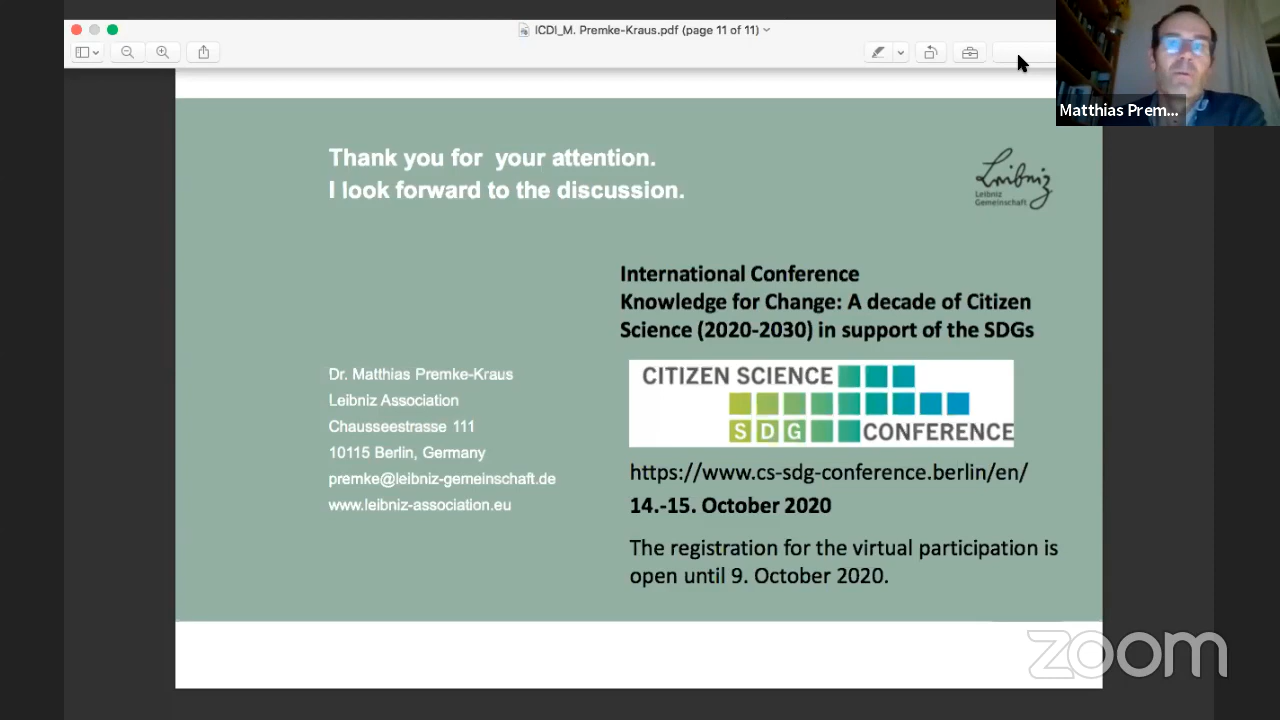 ICDI_M. Premke-Kraus.pdf (page 11 of 11)
Matthias Prem...
Thank you for your attention.
I look forward to the discussion.
Leibniz
Leibniz
Gemeinschaft
International Conference
Knowledge for Change: A decade of Citizen
Science (2020-2030) in support of the SDGs
Dr. Matthias Premke-Kraus
Leibniz Association
Chausseestrasse 111
10115 Berlin, Germany
premke@leibniz-gemeinschaft.de
www.leibniz-association.eu
CITIZEN SCIENCE
SDG CONFERENCE
https://www.cs-sdg-conference.berlin/en/
14.-15. October 2020
The registration for the virtual participation is
open until 9. October 2020.
zoom